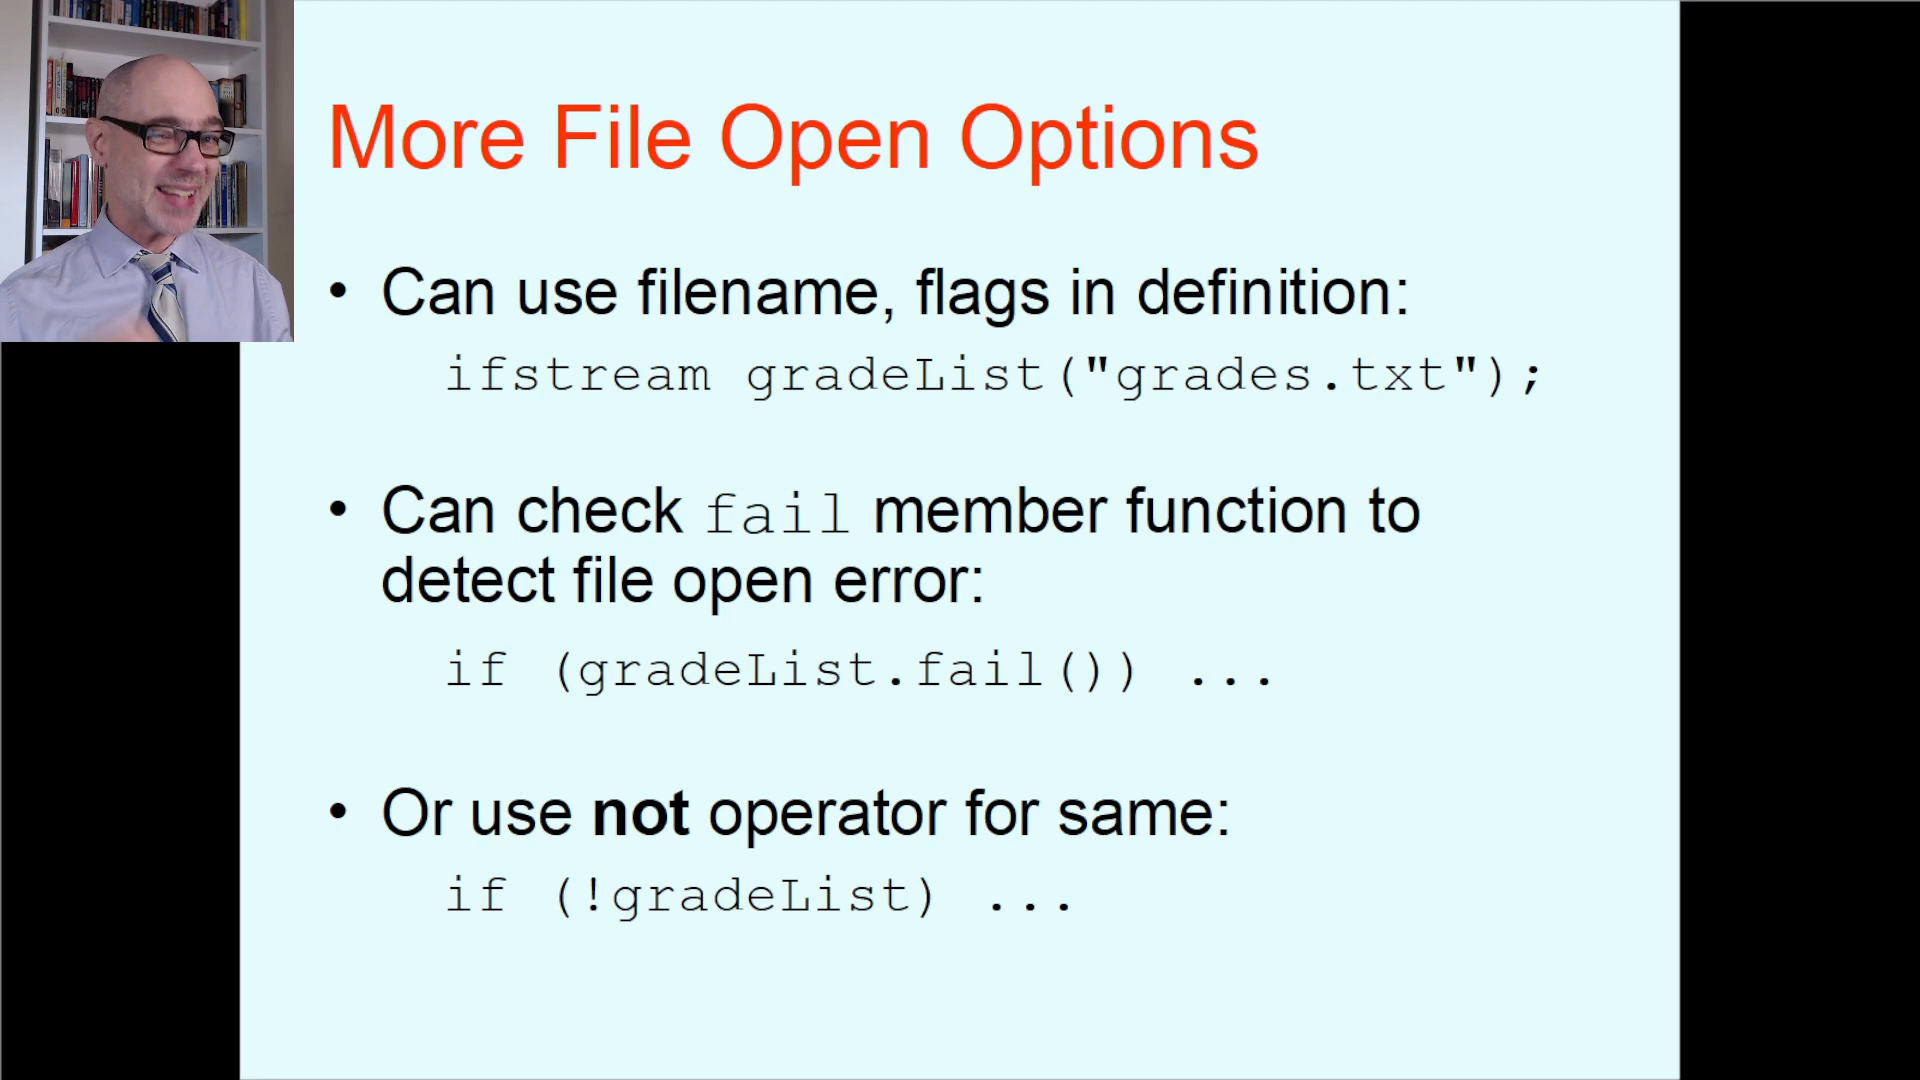 More File Open Options
• Can use filename, flags in definition:
ifstream gradeList("grades.txt");
• Can check fail member function to
detect file open error:
if (gradeList.fail()) ...
• Or use not operator for same:
if (!gradeList) ...